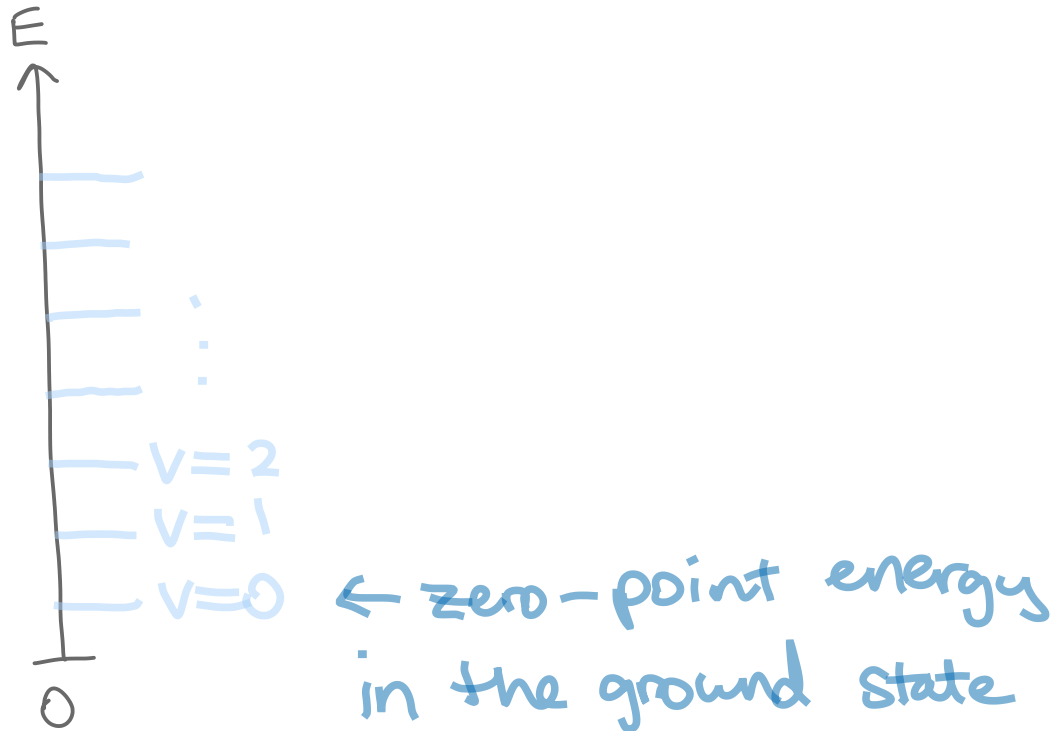 E
V=2
V=1
V=0 ← zero-point energy
in the ground state
0